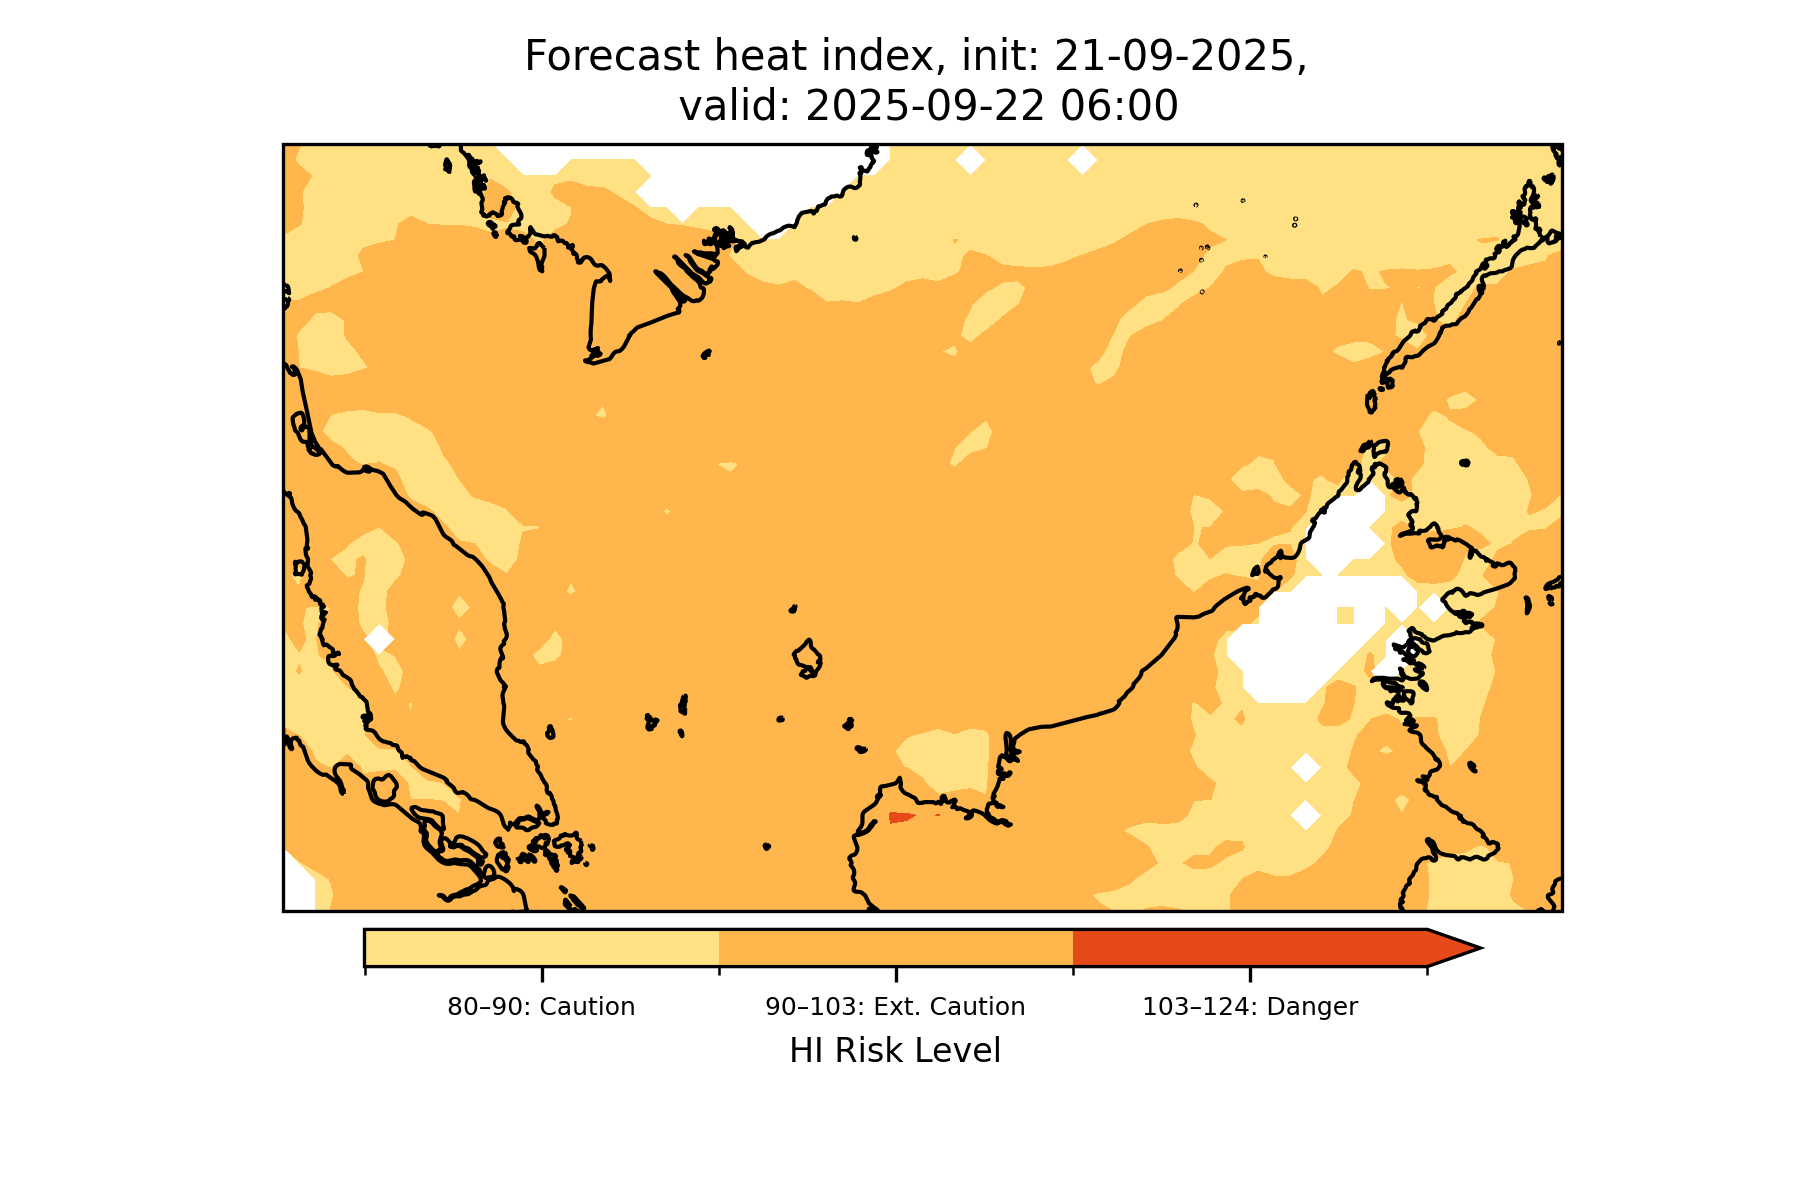 Forecast heat index, init: 21-09-2025,
valid: 2025-09-22 06:00
80–90: Caution
90–103: Ext. Caution
103–124: Danger
HI Risk Level